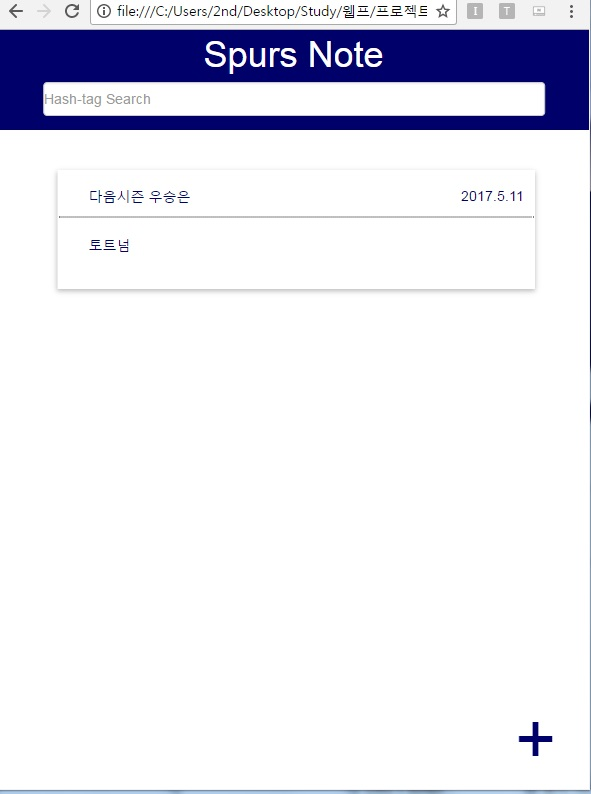 file:///C:/Users/2nd/Desktop/Study/웹프/프로젝트
Spurs Note
Hash-tag Search
다음시즌 우승은 2017.5.11
토트넘
+